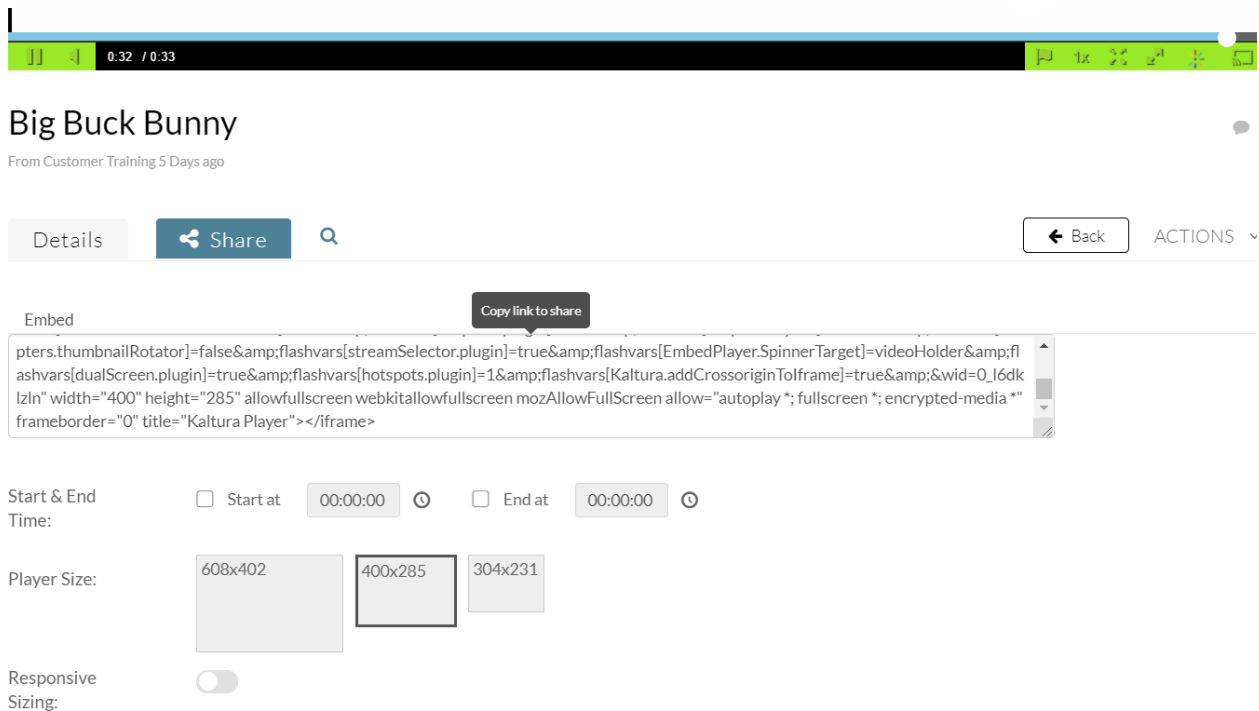 0:32 / 0:33
1x
Big Buck Bunny
From Customer Training 5 Days ago
Details
Share
Back
ACTIONS
Copy link to share
Embed
pters.thumbnailRotator]=false&amp;flashvars[streamSelector.plugin]=true&amp;flashvars[EmbedPlayer.SpinnerTarget]=videoHolder&amp;fl
ashvars[dualScreen.plugin]=true&amp;flashvars[hotspots.plugin]=1&amp;flashvars[Kaltura.addCrossoriginToIframe]=true&amp;&wid=0_l6dk
lzln" width="400" height="285" allowfullscreen webkitallowfullscreen mozAllowFullScreen allow="autoplay *; fullscreen *; encrypted-media *"
frameborder="0" title="Kaltura Player"></iframe>
Start & End
Time:
Start at 00:00:00 End at 00:00:00
Player Size:
608x402 400x285 304x231
Responsive
Sizing: